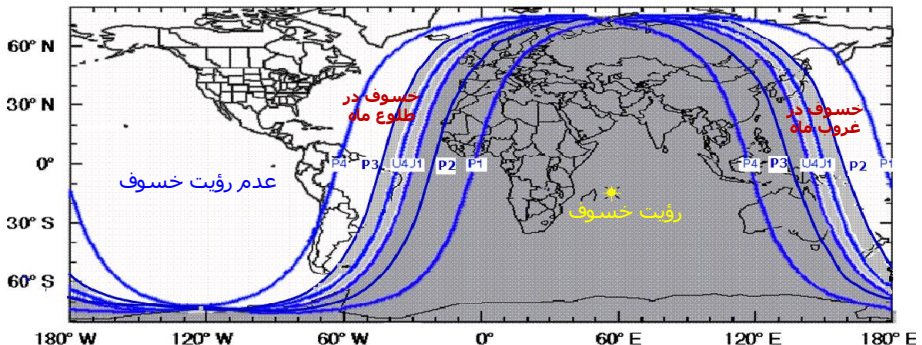 60° N
30° N
0°
30° S
60° S
خسوف در
طلوع ماه
خسوف در
غروب ماه
P4 P3 U4 U1 P2 P1 P4 P3 U4 U1 P2 P1
عدم رؤیت خسوف
رؤیت خسوف
180° W 120° W 60° W 0° 60° E 120° E 180° E